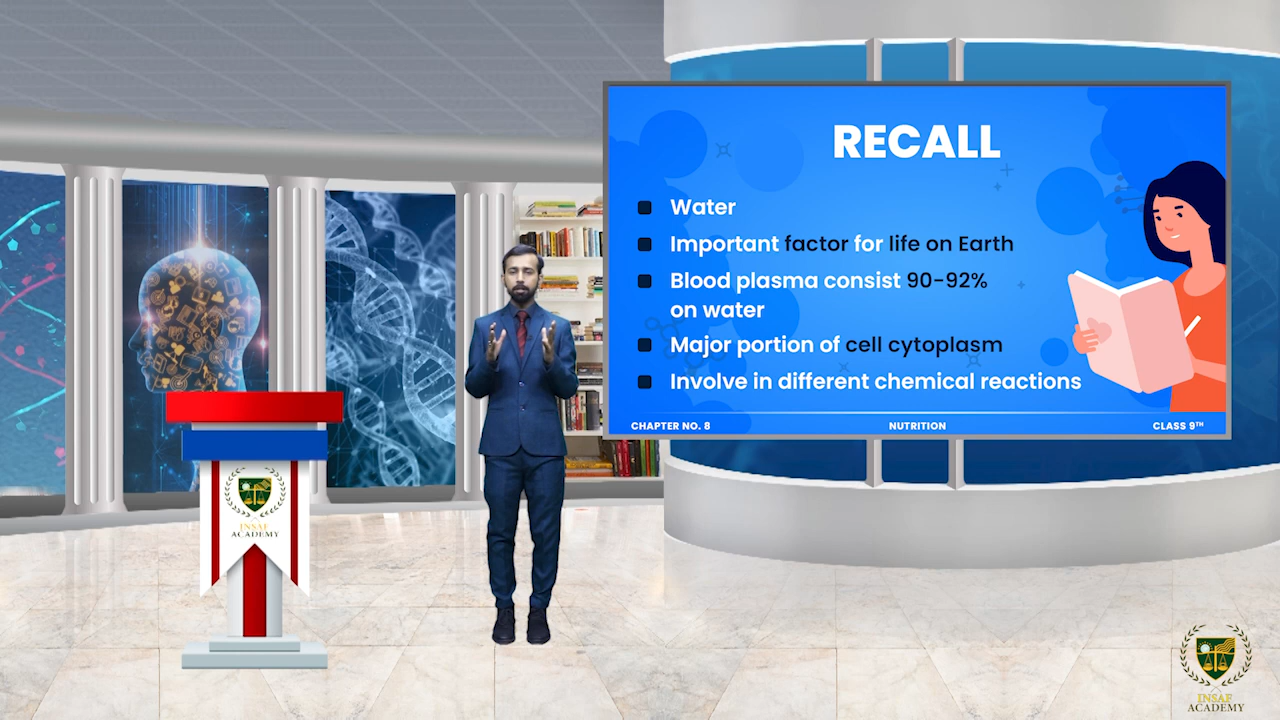 RECALL
Water
Important factor for life on Earth
Blood plasma consist 90-92%
on water
Major portion of cell cytoplasm
Involve in different chemical reactions
CHAPTER NO. 8
NUTRITION
CLASS 9TH
INSAF
ACADEMY
INSAF
ACADEMY